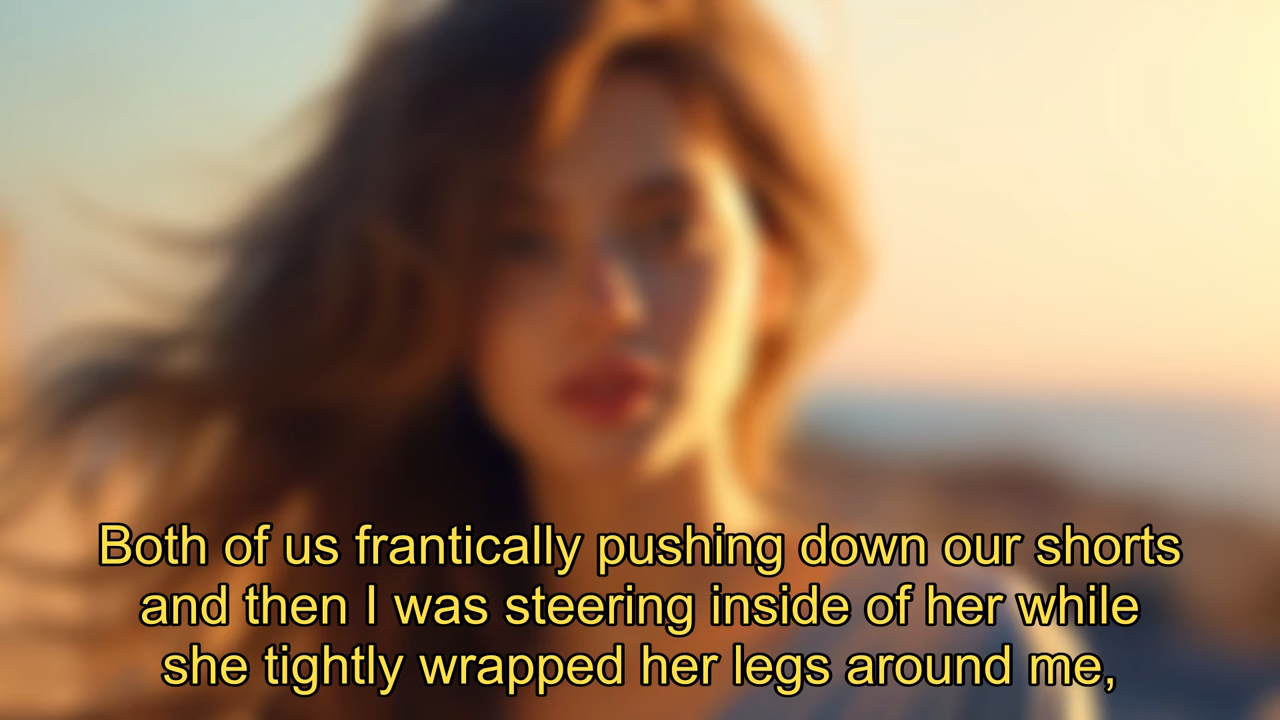 Both of us frantically pushing down our shorts
and then I was steering inside of her while
she tightly wrapped her legs around me,